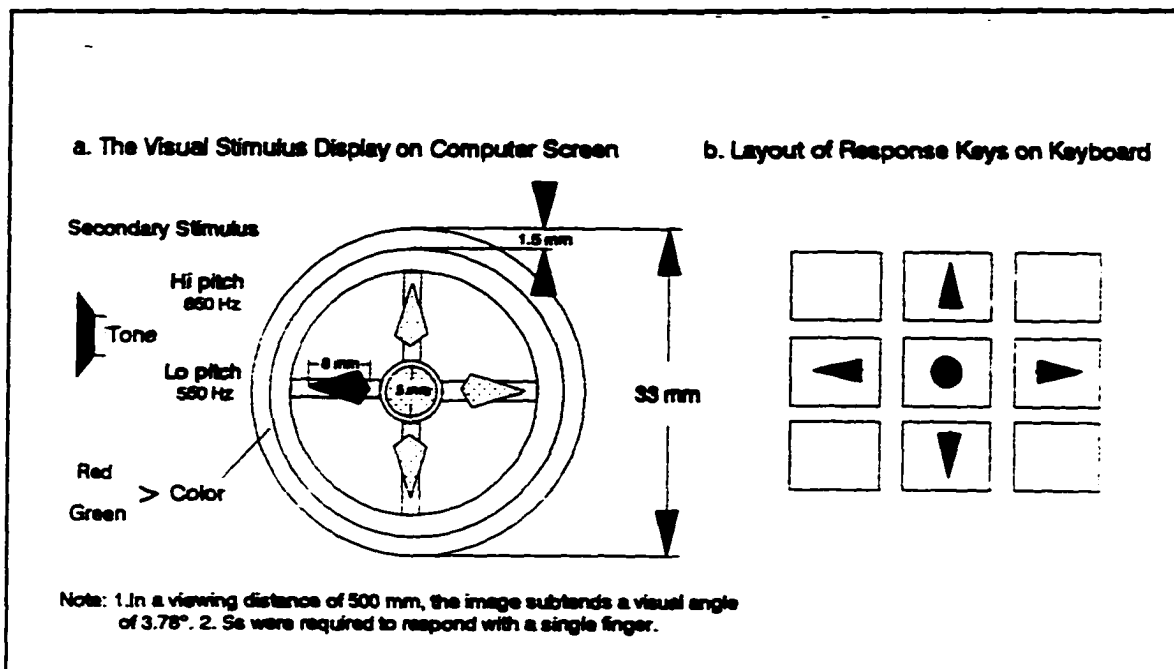 a. The Visual Stimulus Display on Computer Screen
b. Layout of Response Keys on Keyboard
Secondary Stimulus
1.5 mm
Hi pitch
850 Hz
Tone
8 mm
Lo pitch
550 Hz
5 mm
33 mm
Red
> Color
Green
Note: 1.In a viewing distance of 500 mm, the image subtends a visual angle
of 3.78°. 2. Ss were required to respond with a single finger.